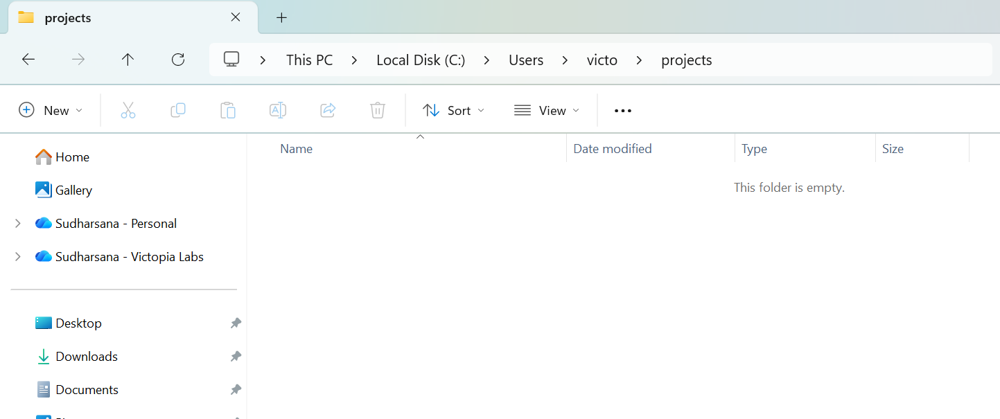 projects
This PC Local Disk (C:) Users victo projects
New Sort View
Name Date modified Type Size
This folder is empty.
Home
Gallery
Sudharsana - Personal
Sudharsana - Victopia Labs
Desktop
Downloads
Documents